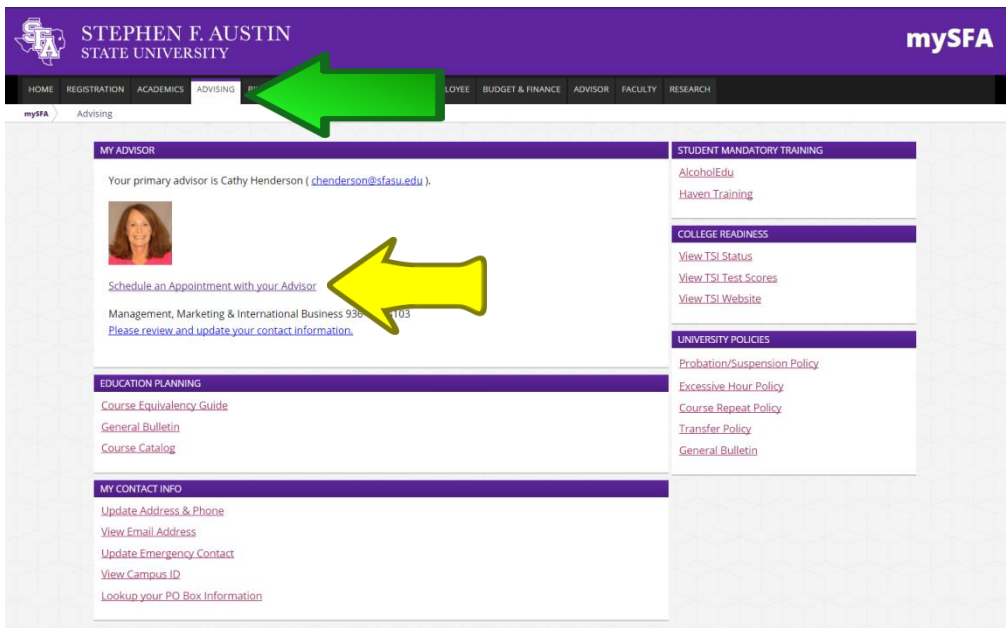 STEPHEN F. AUSTIN
STATE UNIVERSITY
SFA
mySFA
HOME REGISTRATION ACADEMICS ADVISING BUDGET & FINANCE ADVISOR FACULTY RESEARCH
mySFA Advising
MY ADVISOR
Your primary advisor is Cathy Henderson ( chenderson@sfasu.edu ).
Schedule an Appointment with your Advisor
Management, Marketing & International Business 936 103
Please review and update your contact information.
EDUCATION PLANNING
Course Equivalency Guide
General Bulletin
Course Catalog
MY CONTACT INFO
Update Address & Phone
View Email Address
Update Emergency Contact
View Campus ID
Lookup your PO Box Information
STUDENT MANDATORY TRAINING
AlcoholEdu
Haven Training
COLLEGE READINESS
View TSI Status
View TSI Test Scores
View TSI Website
UNIVERSITY POLICIES
Probation/Suspension Policy
Excessive Hour Policy
Course Repeat Policy
Transfer Policy
General Bulletin